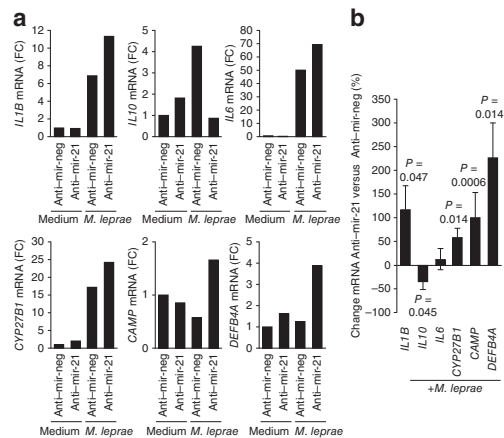 a
IL1B mRNA (FC)
12
10
8
6
4
2
0
Anti–mir-neg
Anti–mir-21
Anti–mir-neg
Anti–mir-21
Medium
M. leprae
IL10 mRNA (FC)
5
4
3
2
1
0
Anti–mir-neg
Anti–mir-21
Anti–mir-neg
Anti–mir-21
Medium
M. leprae
IL6 mRNA (FC)
80
70
60
50
40
30
20
10
0
Anti–mir-neg
Anti–mir-21
Anti–mir-neg
Anti–mir-21
Medium
M. leprae
CYP27B1 mRNA (FC)
25
20
15
10
5
0
Anti–mir-neg
Anti–mir-21
Anti–mir-neg
Anti–mir-21
Medium
M. leprae
CAMP mRNA (FC)
2
1
0
Anti–mir-neg
Anti–mir-21
Anti–mir-neg
Anti–mir-21
Medium
M. leprae
DEFB4A mRNA (FC)
5
4
3
2
1
0
Anti–mir-neg
Anti–mir-21
Anti–mir-neg
Anti–mir-21
Medium
M. leprae
b
Change mRNA Anti–mir-21 versus Anti–mir-neg (%)
350
300
250
200
150
100
50
0
−50
−100
P =
0.047
P =
0.045
P =
0.014
P =
0.0006
P =
0.014
IL1B
IL10
IL6
CYP27B1
CAMP
DEFB4A
+M. leprae